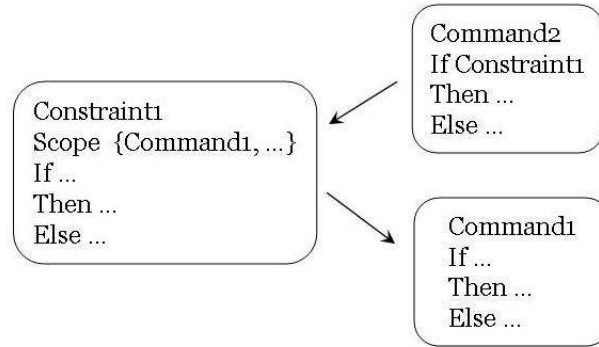 Constraint1
Scope {Command1, ...}
If ...
Then ...
Else ...
Command2
If Constraint1
Then ...
Else ...
Command1
If ...
Then ...
Else ...